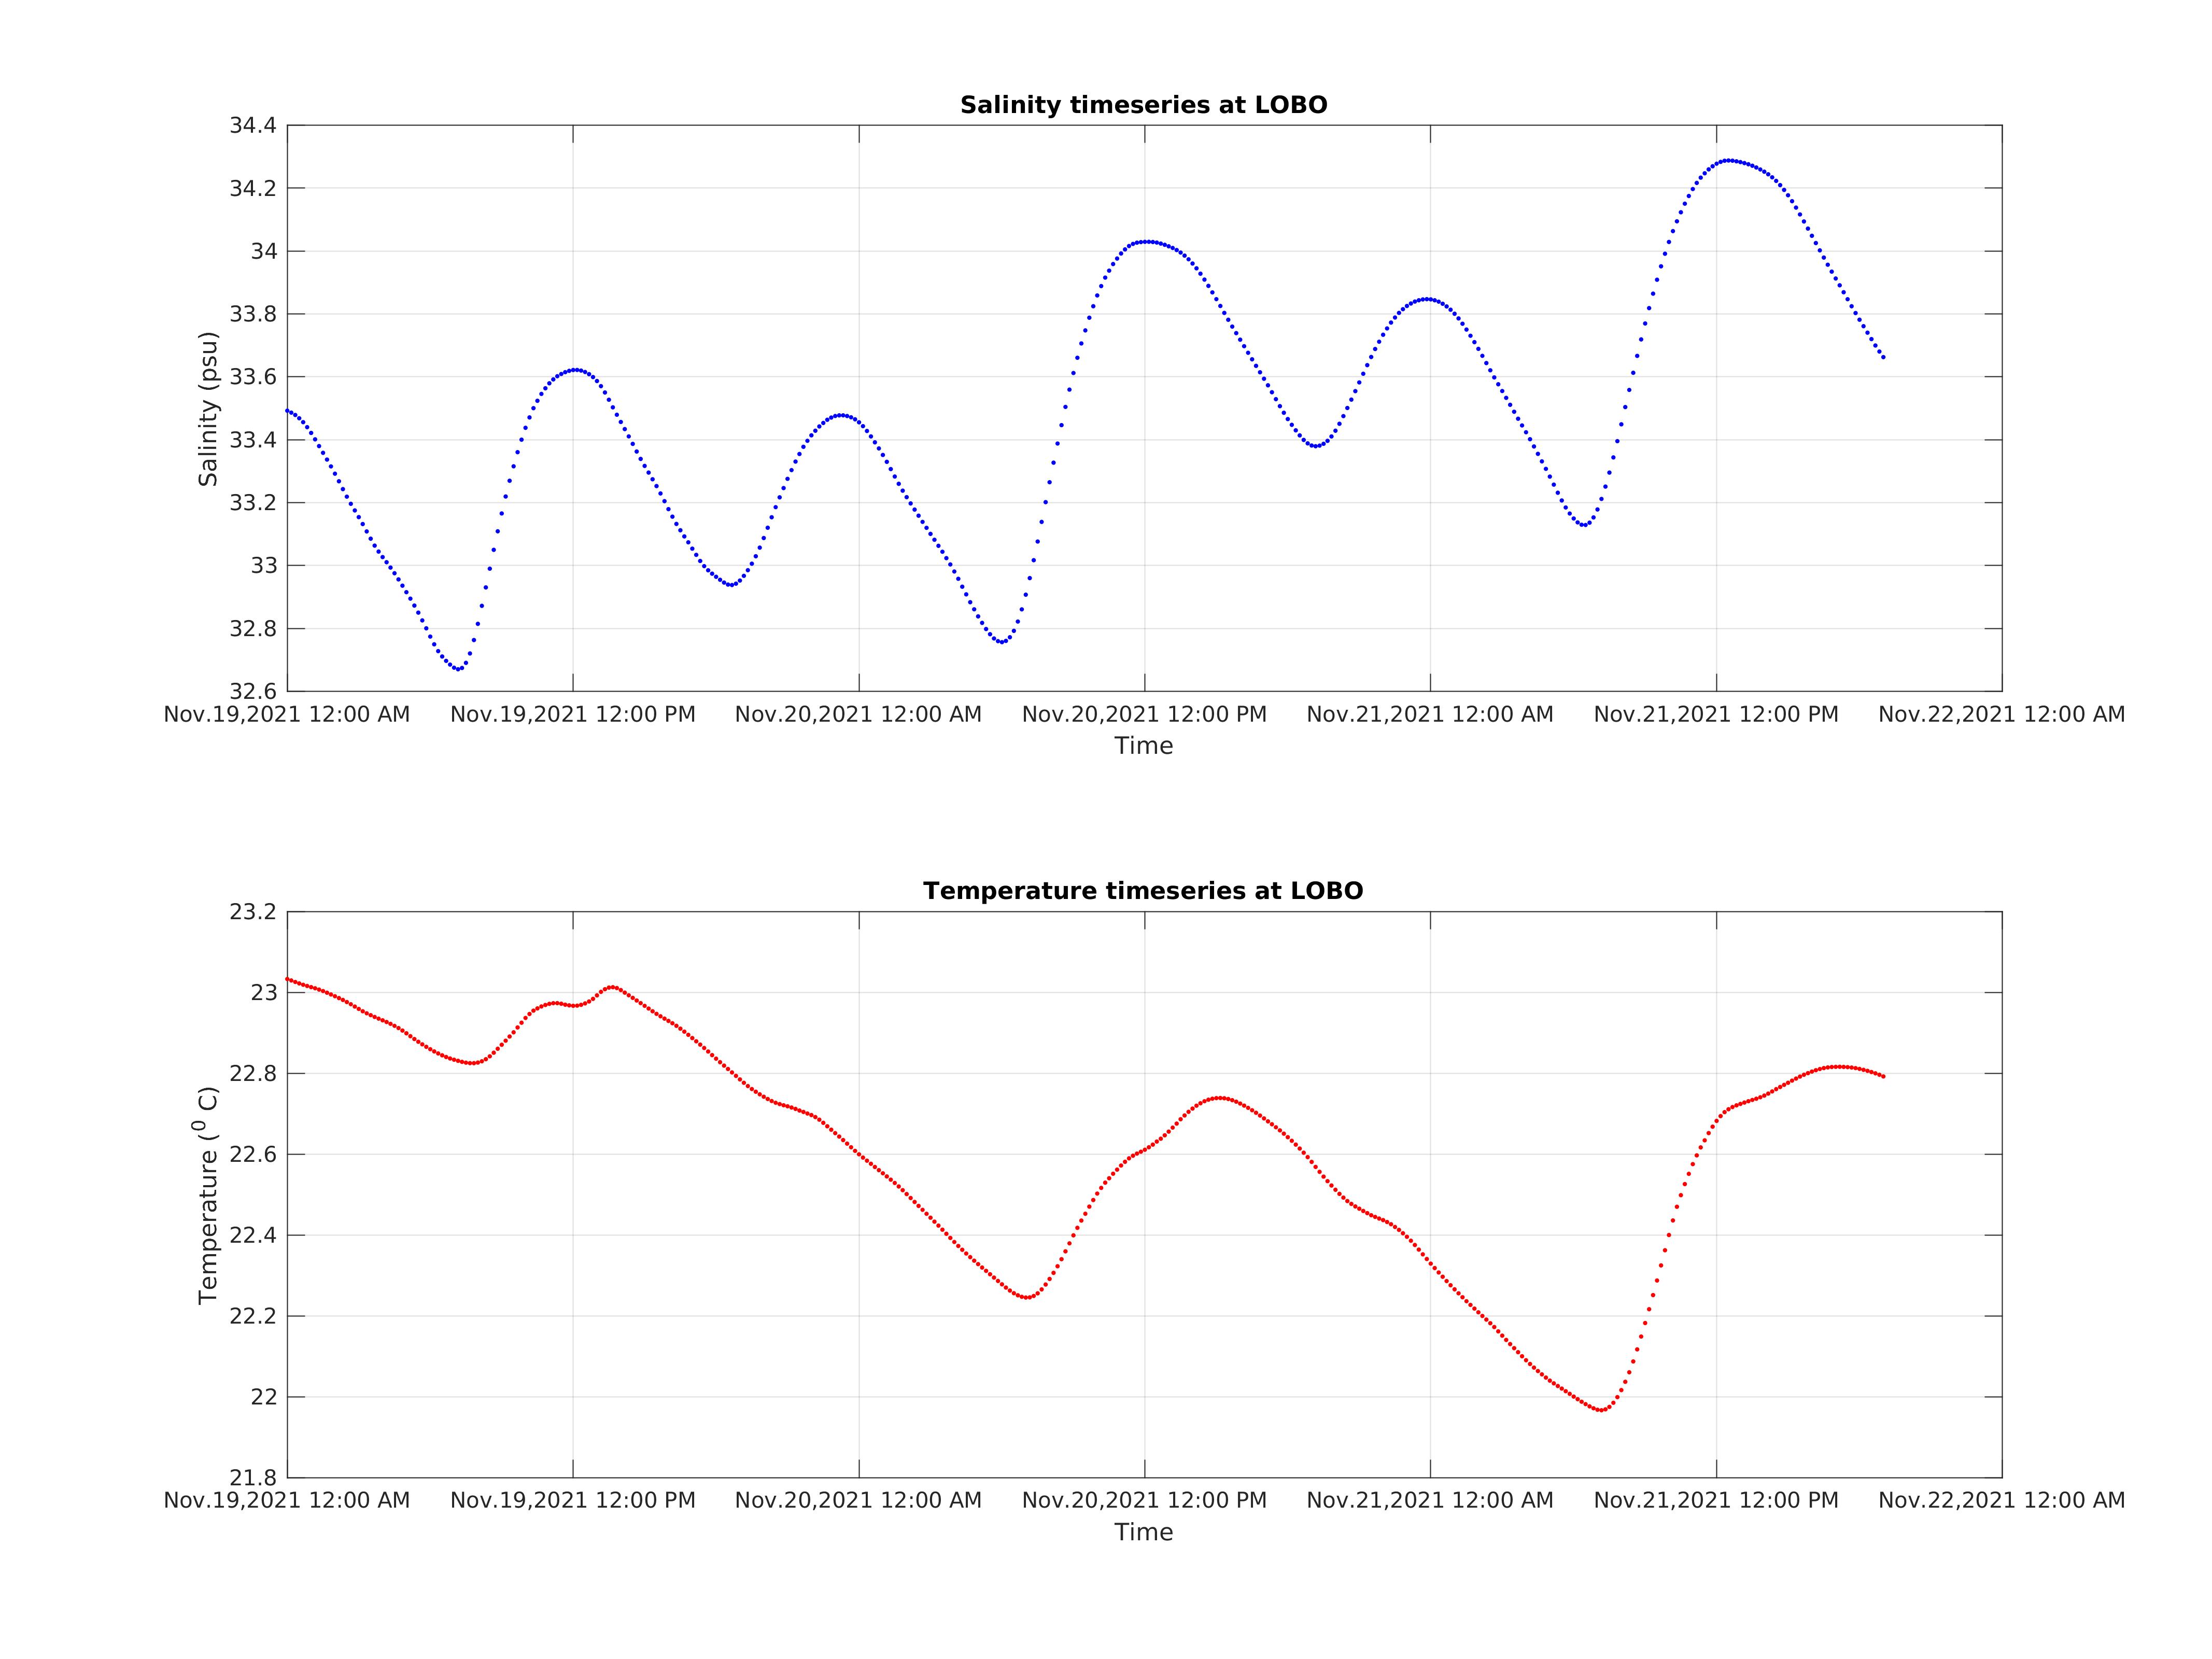 Salinity timeseries at LOBO
34.4
34.2
34
33.8
33.6
33.4
33.2
33
32.8
32.6
Salinity (psu)
Nov.19,2021 12:00 AM Nov.19,2021 12:00 PM Nov.20,2021 12:00 AM Nov.20,2021 12:00 PM Nov.21,2021 12:00 AM Nov.21,2021 12:00 PM Nov.22,2021 12:00 AM
Time
Temperature timeseries at LOBO
23.2
23
22.8
22.6
22.4
22.2
22
21.8
Temperature (⁰ C)
Nov.19,2021 12:00 AM Nov.19,2021 12:00 PM Nov.20,2021 12:00 AM Nov.20,2021 12:00 PM Nov.21,2021 12:00 AM Nov.21,2021 12:00 PM Nov.22,2021 12:00 AM
Time